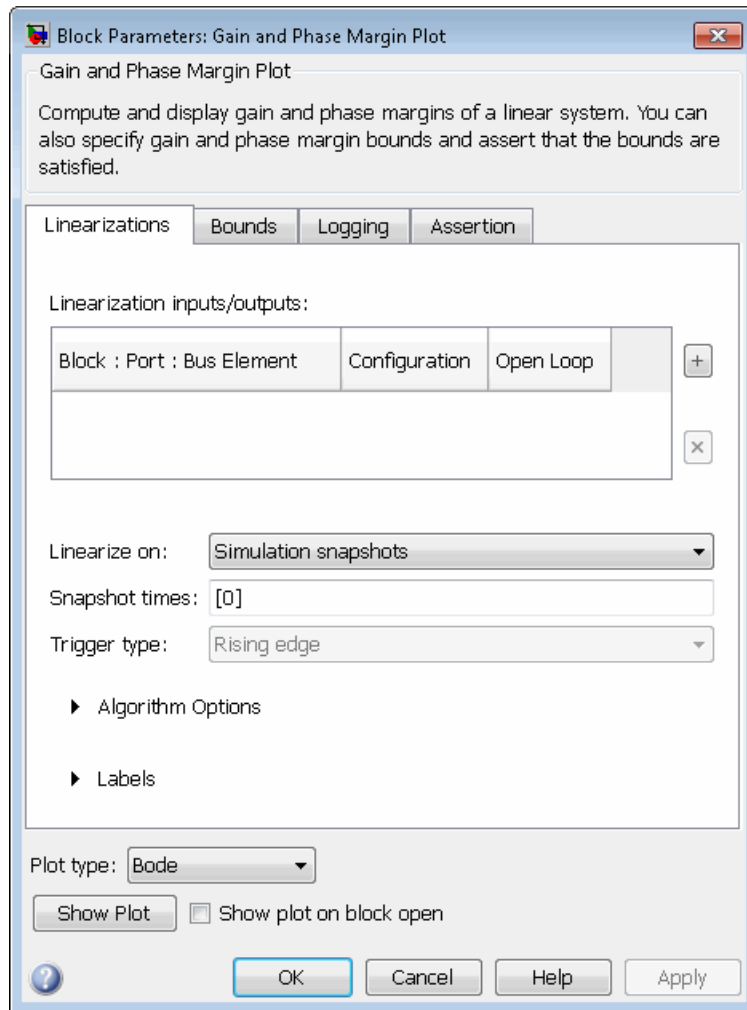 Block Parameters: Gain and Phase Margin Plot
Gain and Phase Margin Plot
Compute and display gain and phase margins of a linear system. You can
also specify gain and phase margin bounds and assert that the bounds are
satisfied.
Linearizations Bounds Logging Assertion
Linearization inputs/outputs:
Block : Port : Bus Element Configuration Open Loop
Linearize on: Simulation snapshots
Snapshot times: [0]
Trigger type: Rising edge
Algorithm Options
Labels
Plot type: Bode
Show Plot Show plot on block open
OK Cancel Help Apply